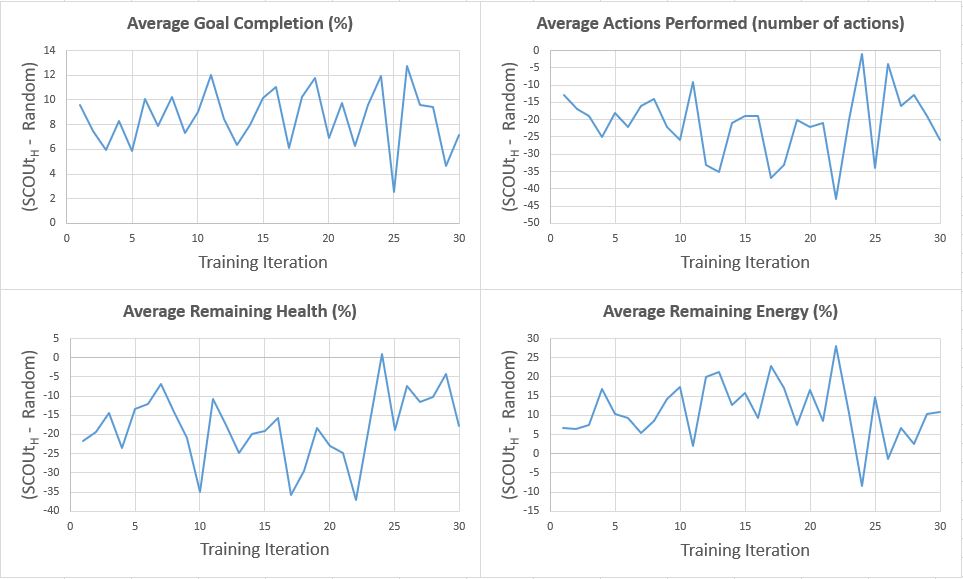 Average Goal Completion (%)
(SCOUt_H - Random)
14
12
10
8
6
4
2
0
0 5 10 15 20 25 30
Training Iteration
Average Actions Performed (number of actions)
(SCOUt_H - Random)
0
-5
-10
-15
-20
-25
-30
-35
-40
-45
-50
0 5 10 15 20 25 30
Training Iteration
Average Remaining Health (%)
(SCOUt_H - Random)
5
0
-5
-10
-15
-20
-25
-30
-35
-40
0 5 10 15 20 25 30
Training Iteration
Average Remaining Energy (%)
(SCOUt_H - Random)
30
25
20
15
10
5
0
-5
-10
-15
0 5 10 15 20 25 30
Training Iteration